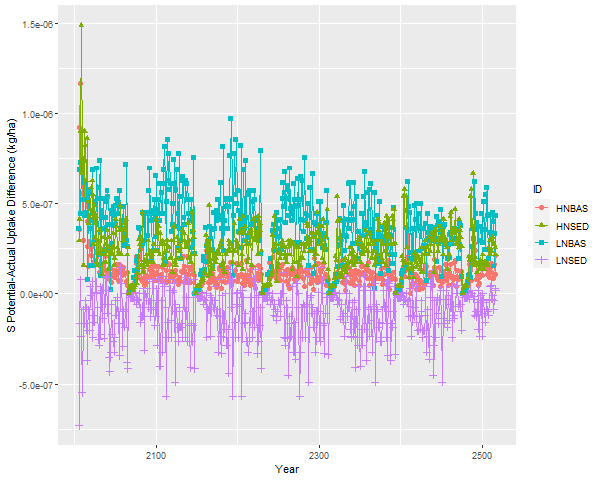 S Potential-Actual Uptake Difference (kg/ha)
1.5e-06
1.0e-06
5.0e-07
0.0e+00
-5.0e-07
2100
2300
2500
Year
ID
HNBAS
HNSED
LNBAS
LNSED